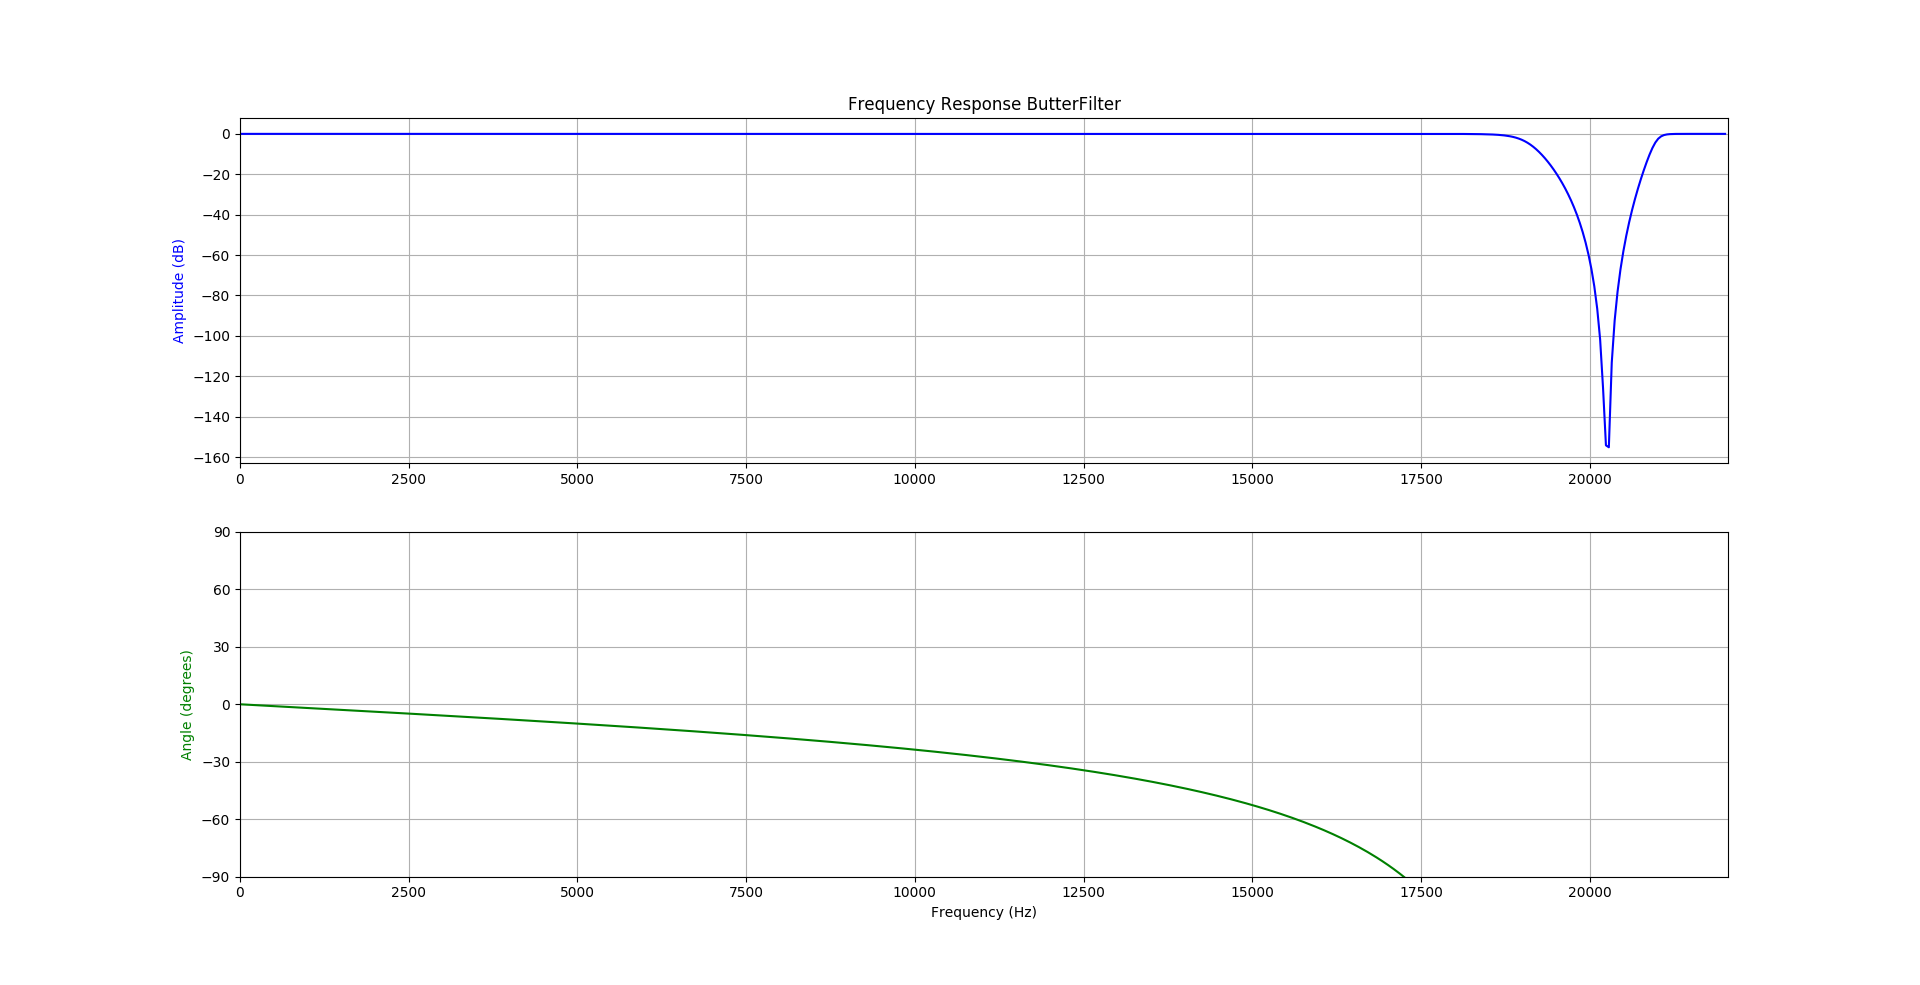 Frequency Response ButterFilter
Amplitude (dB)
0
−20
−40
−60
−80
−100
−120
−140
−160
0 2500 5000 7500 10000 12500 15000 17500 20000
Angle (degrees)
90
60
30
0
−30
−60
−90
0 2500 5000 7500 10000 12500 15000 17500 20000
Frequency (Hz)